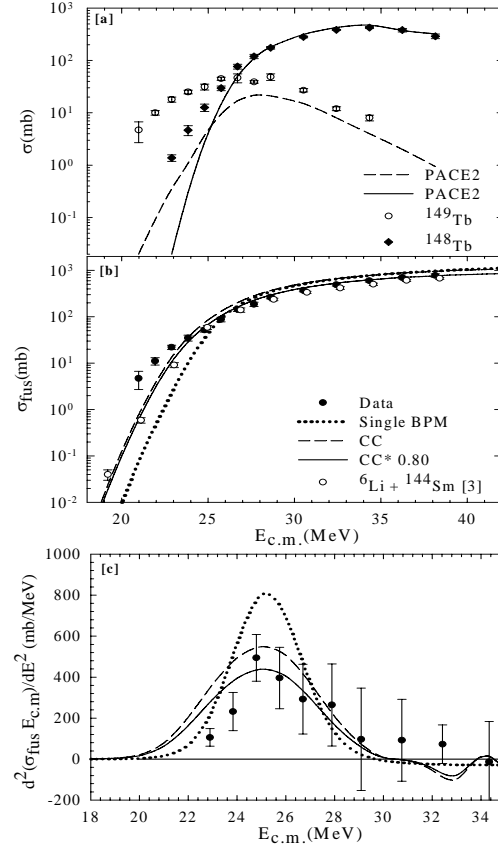 [a]
10³
10²
10¹
10⁰
10⁻¹
σ(mb)
PACE2
PACE2
¹⁴⁹Tb
¹⁴⁸Tb
[b]
10³
10²
10¹
10⁰
10⁻¹
10⁻²
σfus(mb)
Data
Single BPM
CC
CC* 0.80
⁶Li + ¹⁴⁴Sm [3]
20 25 30 35 40
Ec.m.(MeV)
[c]
1000
800
600
400
200
0
-200
d²(σfus Ec.m.)/dE² (mb/MeV)
18 20 22 24 26 28 30 32 34
Ec.m.(MeV)